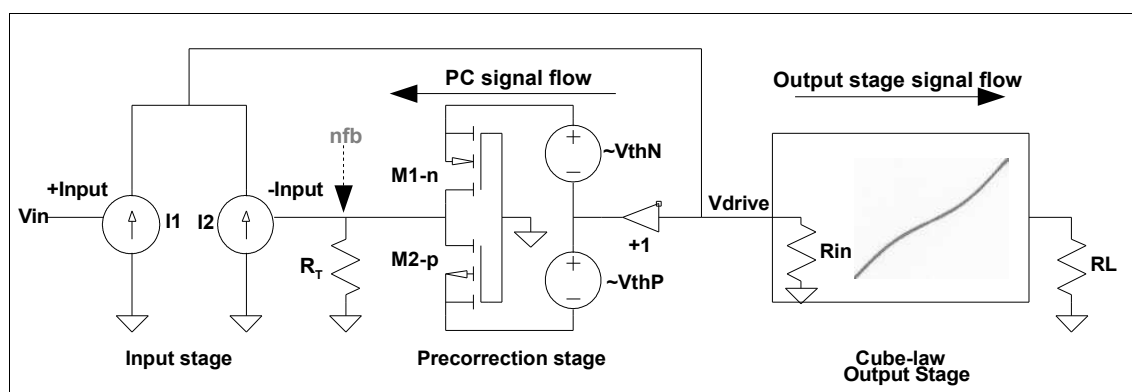 PC signal flow
Output stage signal flow
nfb
~VthN
+Input
M1-n
-Input
Vdrive
Vin
I1
I2
+1
M2-p
RT
Rin
RL
~VthP
Input stage
Precorrection stage
Cube-law
Output Stage